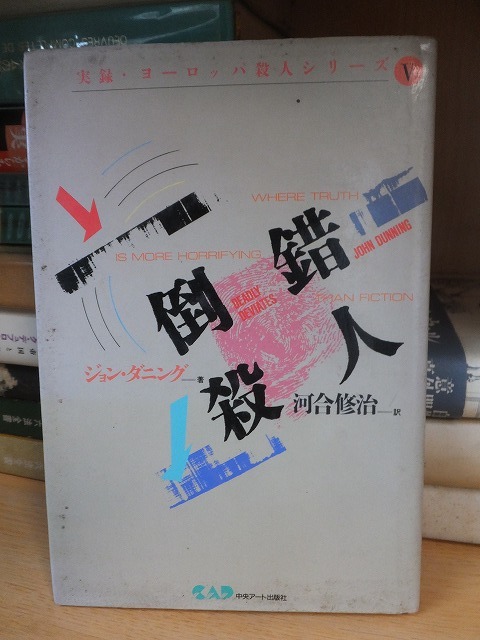 実録・ヨーロッパ殺人シリーズ V
WHERE TRUTH
IS MORE HORRIFYING
THAN FICTION
倒錯
殺人
DEADLY
DEVIATES
JOHN DUNNING
ジョン・ダニング——著
河合修治——訳
CAD 中央アート出版社